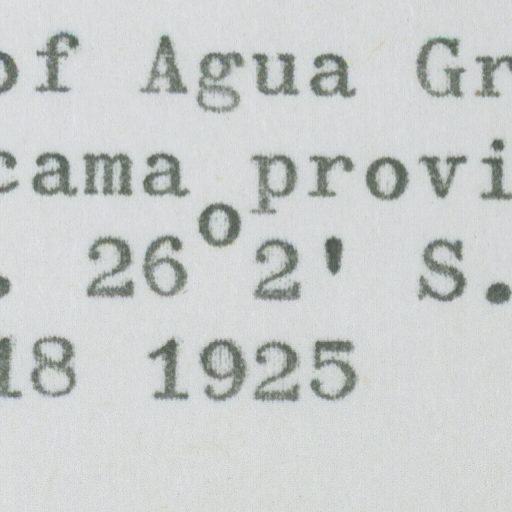 of Agua Gr
cama provi
. 26°2' S.
18 1925